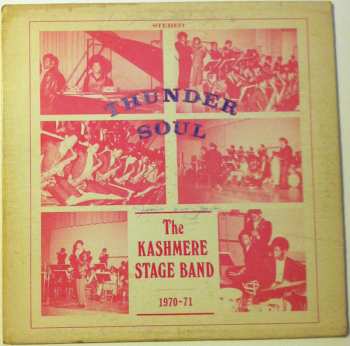 STEREO
THUNDER
SOUL
The
KASHMERE
STAGE BAND
1970-71